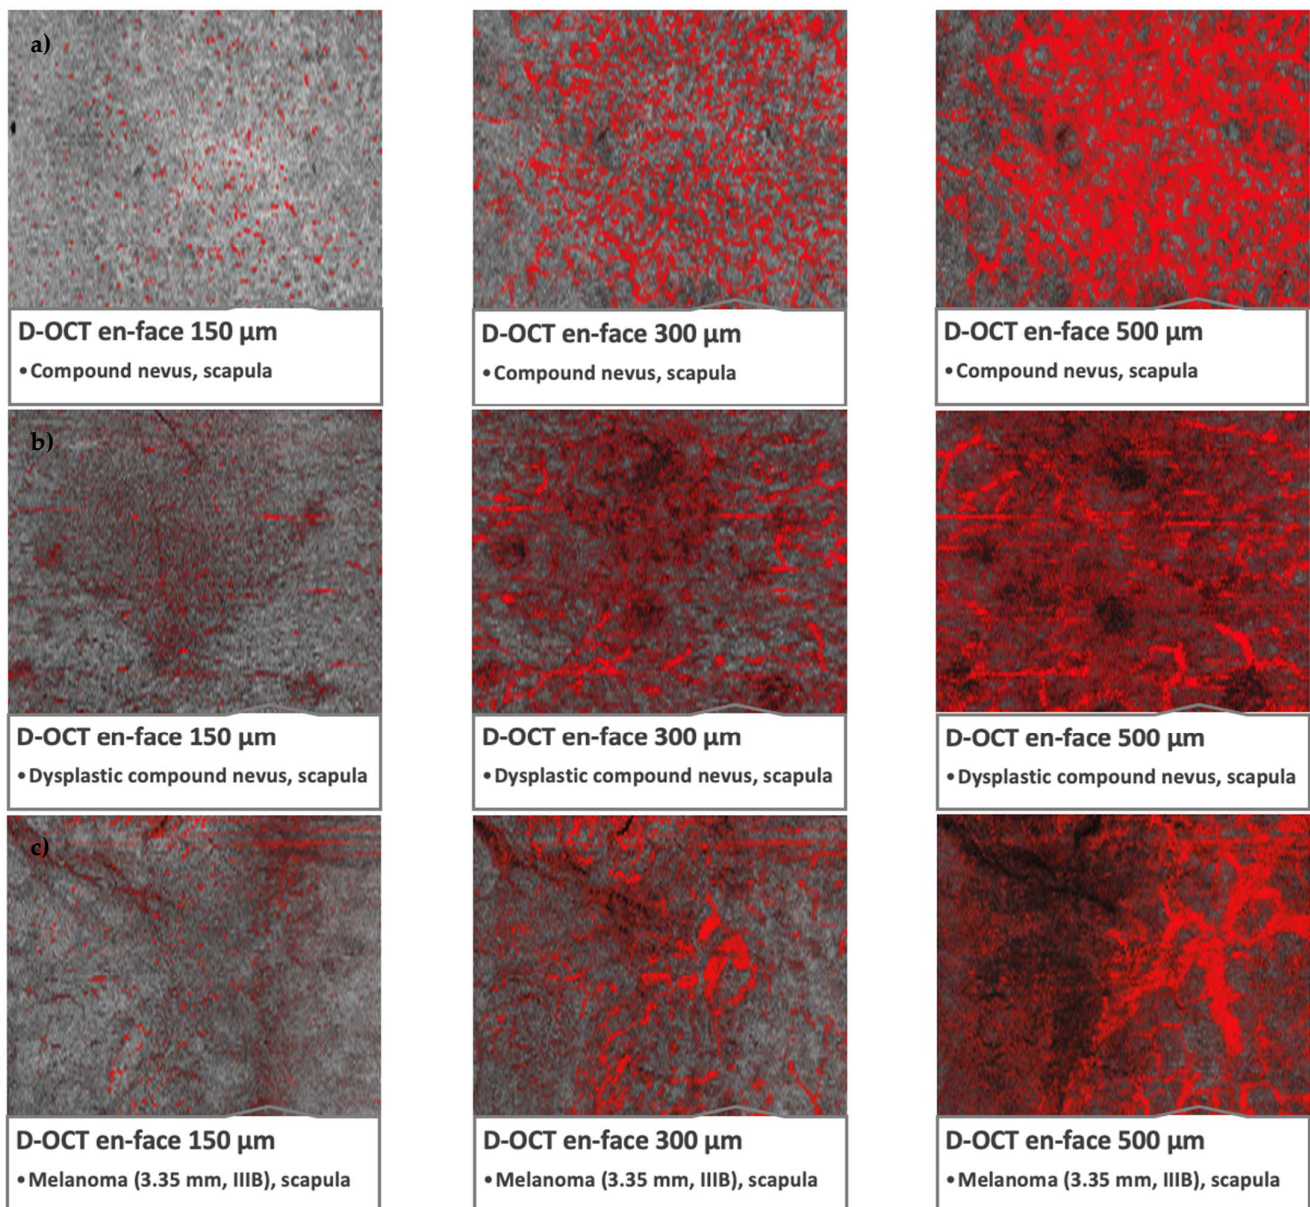 a)
D-OCT en-face 150 µm
•Compound nevus, scapula
D-OCT en-face 300 µm
•Compound nevus, scapula
D-OCT en-face 500 µm
•Compound nevus, scapula
b)
D-OCT en-face 150 µm
•Dysplastic compound nevus, scapula
D-OCT en-face 300 µm
•Dysplastic compound nevus, scapula
D-OCT en-face 500 µm
•Dysplastic compound nevus, scapula
c)
D-OCT en-face 150 µm
•Melanoma (3.35 mm, IIIB), scapula
D-OCT en-face 300 µm
•Melanoma (3.35 mm, IIIB), scapula
D-OCT en-face 500 µm
•Melanoma (3.35 mm, IIIB), scapula